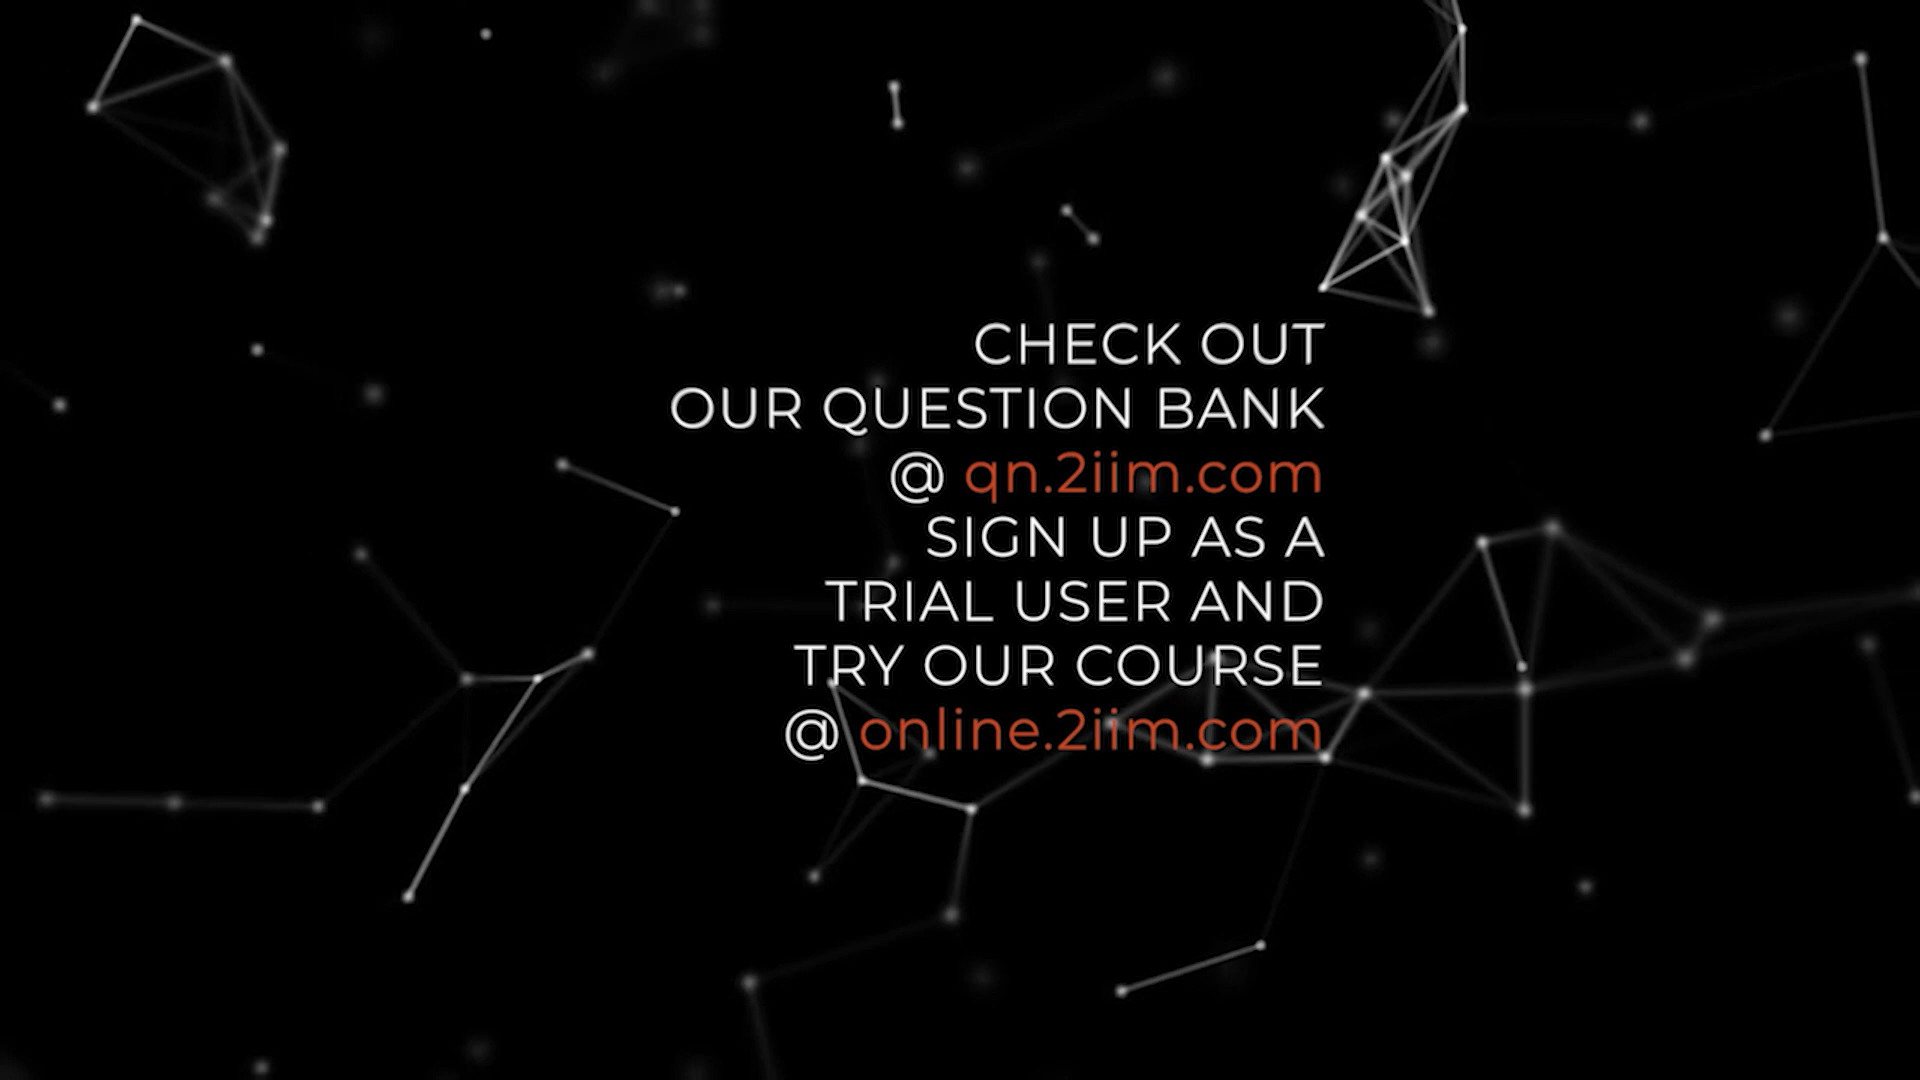 CHECK OUT
OUR QUESTION BANK
@ qn.2iim.com
SIGN UP AS A
TRIAL USER AND
TRY OUR COURSE
@ online.2iim.com